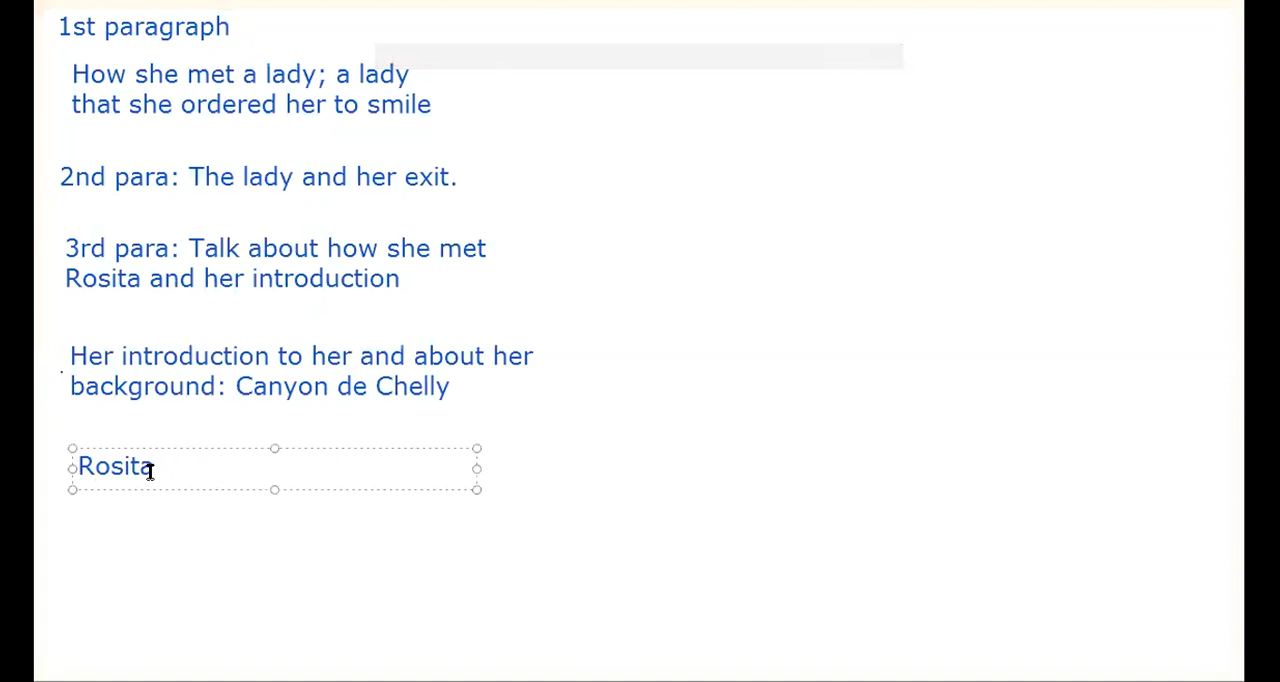 1st paragraph
How she met a lady; a lady
that she ordered her to smile
2nd para: The lady and her exit.
3rd para: Talk about how she met
Rosita and her introduction
Her introduction to her and about her
background: Canyon de Chelly
Rosita